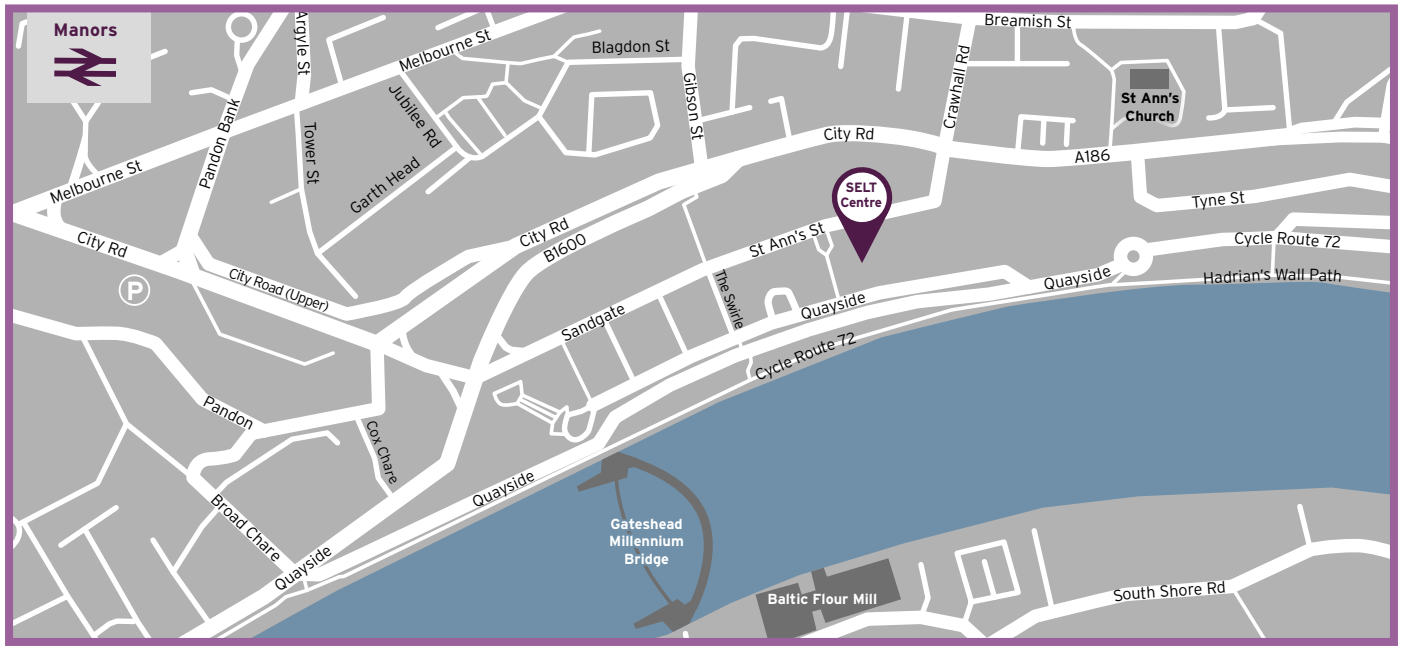 Manors
Argyle St
Melbourne St
Blagdon St
Breamish St
Gibson St
Crawhall Rd
St Ann's
Church
Jubilee Rd
Pandon Bank
Tower St
City Rd
A186
Melbourne St
Garth Head
SELT
Centre
Tyne St
City Rd
City Rd
B1600
St Ann's St
Cycle Route 72
P
City Road (Upper)
The Swirle
Quayside
Hadrian's Wall Path
Sandgate
Quayside
Cycle Route 72
Pandon
Cox Chare
Quayside
Broad Chare
Gateshead
Millennium
Bridge
Quayside
Baltic Flour Mill
South Shore Rd